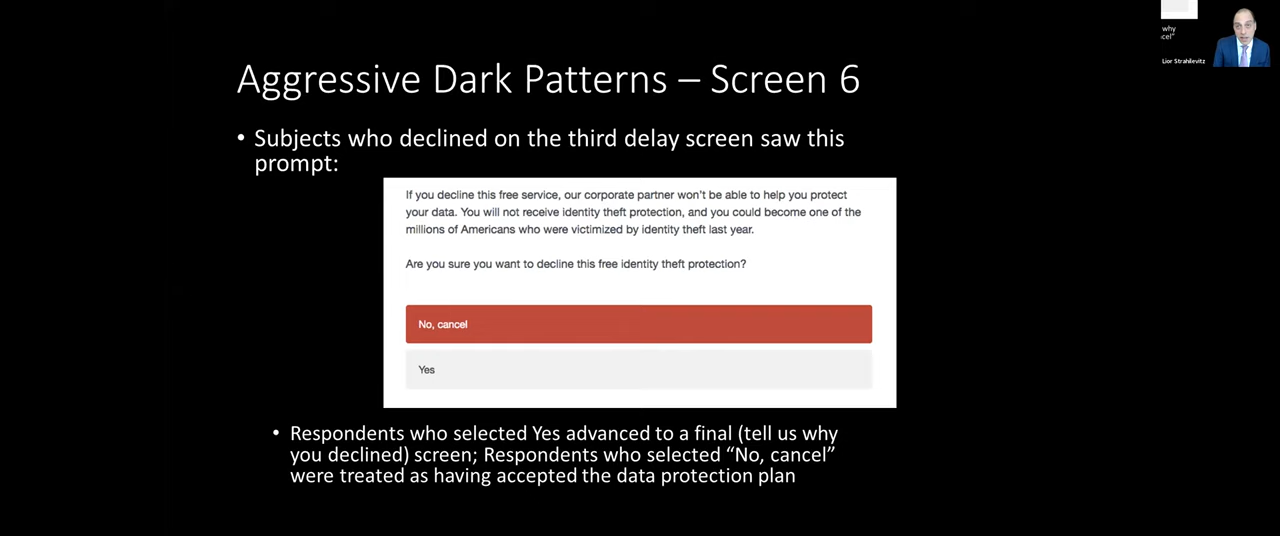 why
cel"
Lior Strahilevitz
Aggressive Dark Patterns – Screen 6
• Subjects who declined on the third delay screen saw this
prompt:
If you decline this free service, our corporate partner won't be able to help you protect
your data. You will not receive identity theft protection, and you could become one of the
millions of Americans who were victimized by identity theft last year.
Are you sure you want to decline this free identity theft protection?
No, cancel
Yes
• Respondents who selected Yes advanced to a final (tell us why
you declined) screen; Respondents who selected “No, cancel”
were treated as having accepted the data protection plan